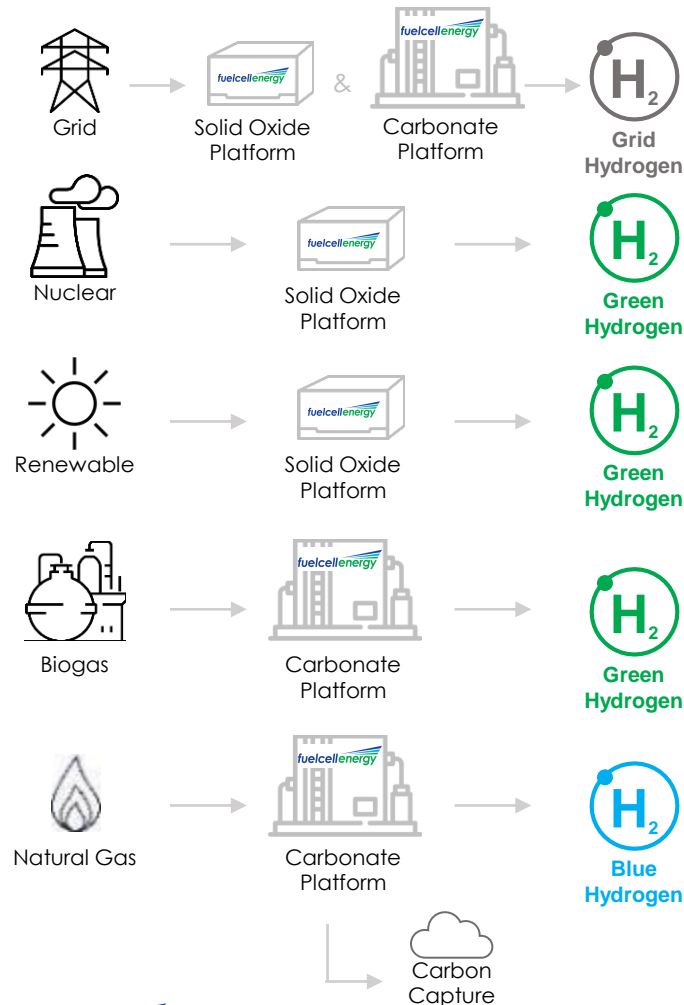 fuelcellenergy
fuelcellenergy
&
H2
Grid
Solid Oxide
Platform
Carbonate
Platform
Grid
Hydrogen
fuelcellenergy
H2
Nuclear
Solid Oxide
Platform
Green
Hydrogen
fuelcellenergy
H2
Renewable
Solid Oxide
Platform
Green
Hydrogen
fuelcellenergy
H2
Biogas
Carbonate
Platform
Green
Hydrogen
fuelcellenergy
H2
Natural Gas
Carbonate
Platform
Blue
Hydrogen
Carbon
Capture